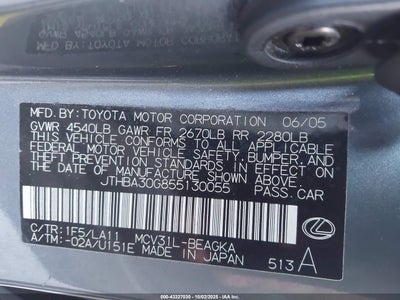 MFD.BY:TOYOTA MOTOR CORPORATION 06/05
GVWR 4540LB GAWR FR 2670LB RR 2280LB
THIS VEHICLE CONFORMS TO ALL APPLICABLE
FEDERAL MOTOR VEHICLE SAFETY, BUMPER, AND
THEFT PREVENTION STANDARDS IN EFFECT ON
THE DATE OF MANUFACTURE SHOWN ABOVE.
JTHBA30G855130055 PASS.CAR
C/TR:1F5/LA11 MCV31L-BEAGKA
A/TM:-02A/U151E MADE IN JAPAN
513A
IAA - STOCK #: 43327030 - 10/02/2025 - IAAI.COM